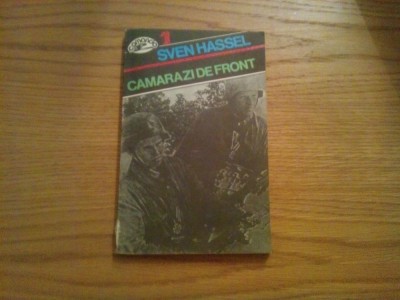 1
SVEN HASSEL
CAMARAZI DE FRONT